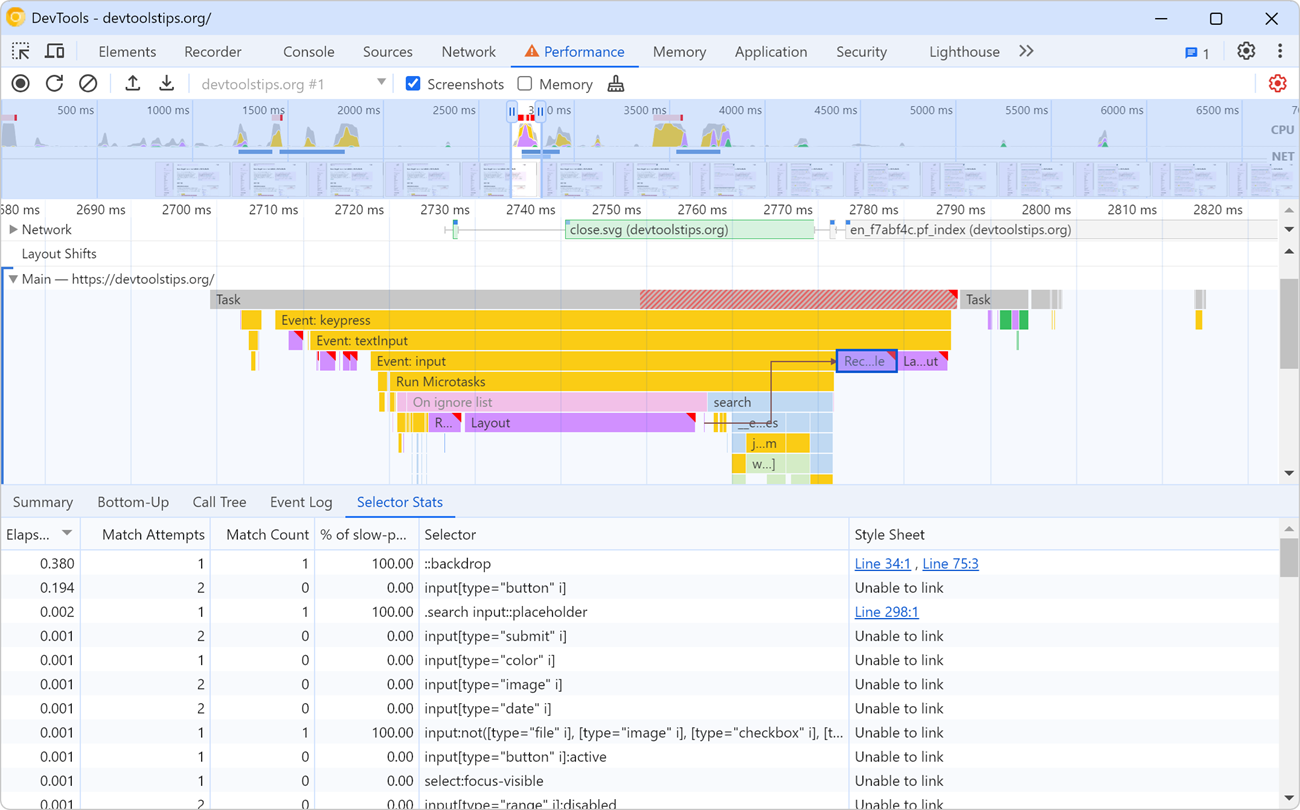 DevTools - devtoolstips.org/
Elements Recorder Console Sources Network Performance Memory Application Security Lighthouse 1
devtoolstips.org #1 Screenshots Memory
500 ms 1000 ms 1500 ms 2000 ms 2500 ms 3500 ms 4000 ms 4500 ms 5000 ms 5500 ms 6000 ms 6500 ms
CPU
NET
680 ms 2690 ms 2700 ms 2710 ms 2720 ms 2730 ms 2740 ms 2750 ms 2760 ms 2770 ms 2780 ms 2790 ms 2800 ms 2810 ms 2820 ms
Network close.svg (devtoolstips.org) en_f7abf4c.pf_index (devtoolstips.org)
Layout Shifts
Main — https://devtoolstips.org/
Task Task
Event: keypress
Event: textInput
Event: input Rec...le La...ut
Run Microtasks
On ignore list search
R... Layout __e...es
j...m
w...]
Summary Bottom-Up Call Tree Event Log Selector Stats
Elaps... Match Attempts Match Count % of slow-p... Selector Style Sheet
0.380 1 1 100.00 ::backdrop Line 34:1 , Line 75:3
0.194 2 0 0.00 input[type="button" i] Unable to link
0.002 1 1 100.00 .search input::placeholder Line 298:1
0.001 2 0 0.00 input[type="submit" i] Unable to link
0.001 1 0 0.00 input[type="color" i] Unable to link
0.001 2 0 0.00 input[type="image" i] Unable to link
0.001 2 0 0.00 input[type="date" i] Unable to link
0.001 1 1 100.00 input:not([type="file" i], [type="image" i], [type="checkbox" i], [t... Unable to link
0.001 1 0 0.00 input[type="button" i]:active Unable to link
0.001 1 0 0.00 select:focus-visible Unable to link
0.001 2 0 0.00 input[type="range" i]:disabled Unable to link